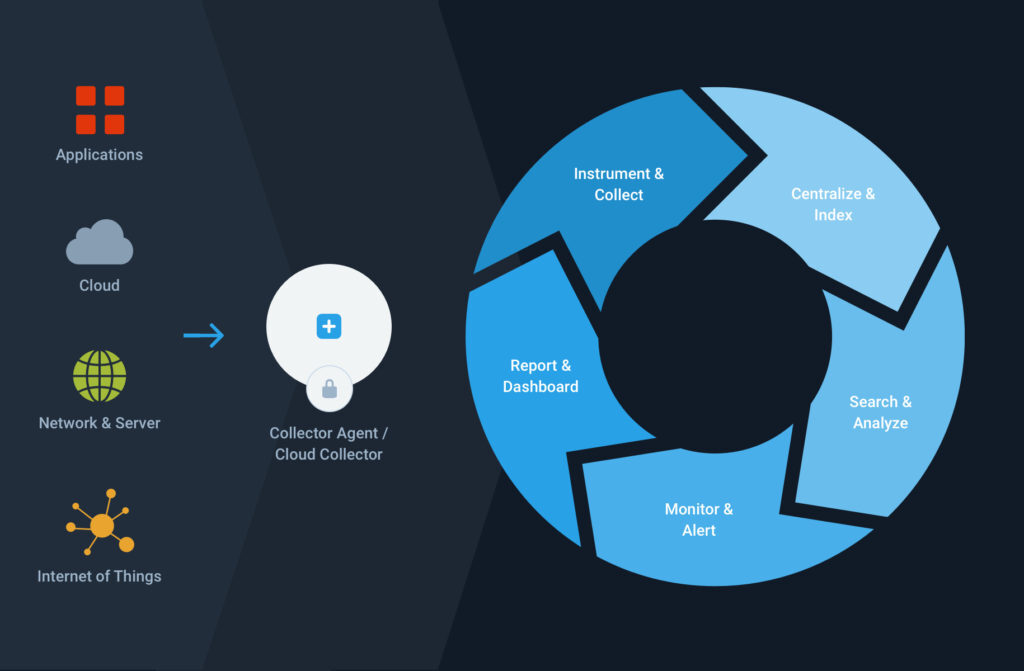 Applications
Cloud
Network & Server
Internet of Things
Collector Agent /
Cloud Collector
Instrument &
Collect
Centralize &
Index
Search &
Analyze
Monitor &
Alert
Report &
Dashboard